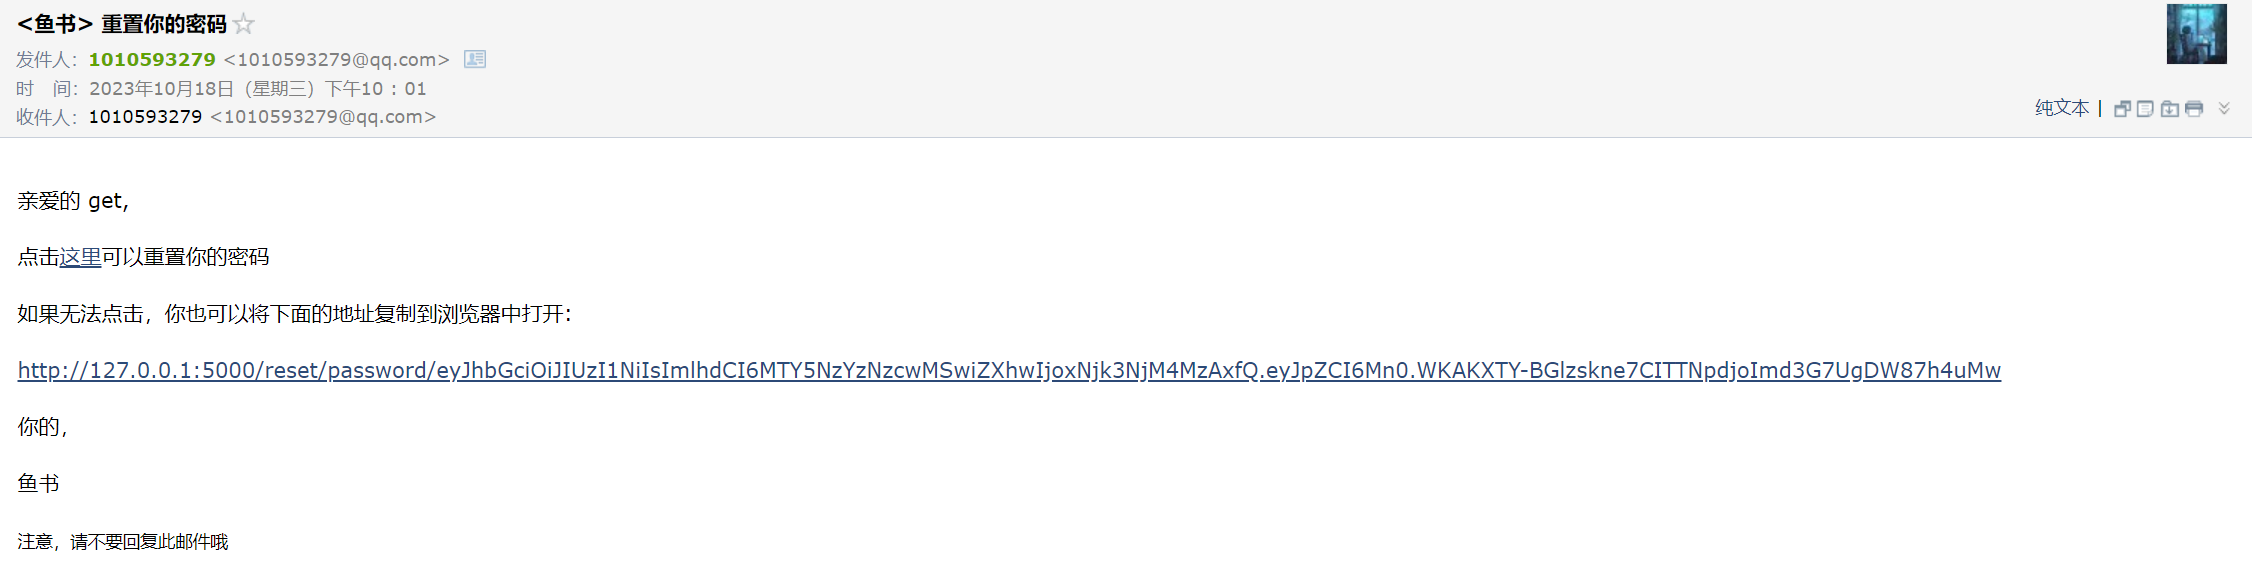 <鱼书> 重置你的密码
发件人：1010593279 <1010593279@qq.com>
时 间：2023年10月18日（星期三）下午10：01
收件人：1010593279 <1010593279@qq.com>
纯文本 |
亲爱的 get,
点击这里可以重置你的密码
如果无法点击，你也可以将下面的地址复制到浏览器中打开：
http://127.0.0.1:5000/reset/password/eyJhbGciOiJIUzI1NiIsImlhdCI6MTY5NzYzNzcwMSwiZXhwIjoxNjk3NjM4MzAxfQ.eyJpZCI6Mn0.WKAKXTY-BGlzskne7CITTNpdjoImd3G7UgDW87h4uMw
你的，
鱼书
注意，请不要回复此邮件哦